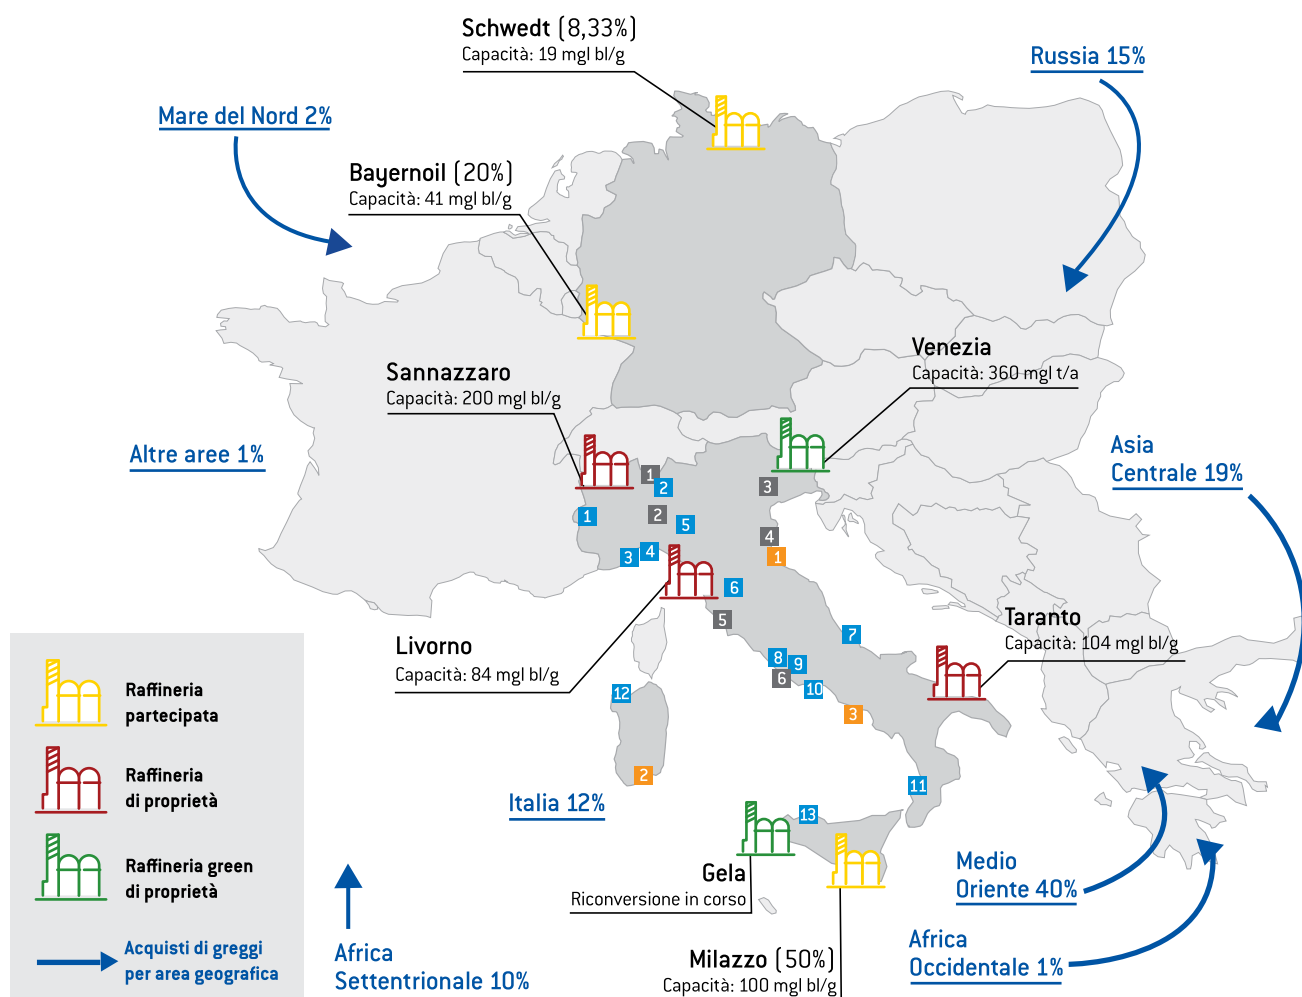 Schwedt (8,33%)
Capacità: 19 mgl bl/g
Russia 15%
Mare del Nord 2%
Bayernoil (20%)
Capacità: 41 mgl bl/g
Venezia
Capacità: 360 mgl t/a
Sannazzaro
Capacità: 200 mgl bl/g
Altre aree 1%
Asia
Centrale 19%
1
2
3
1
2
5
4
3
4
1
6
5
7
8
9
6
10
3
12
2
11
13
Taranto
Capacità: 104 mgl bl/g
Livorno
Capacità: 84 mgl bl/g
Italia 12%
Gela
Riconversione in corso
Medio
Oriente 40%
Africa
Occidentale 1%
Milazzo (50%)
Capacità: 100 mgl bl/g
Africa
Settentrionale 10%
Raffineria
partecipata
Raffineria
di proprietà
Raffineria green
di proprietà
Acquisti di greggi
per area geografica